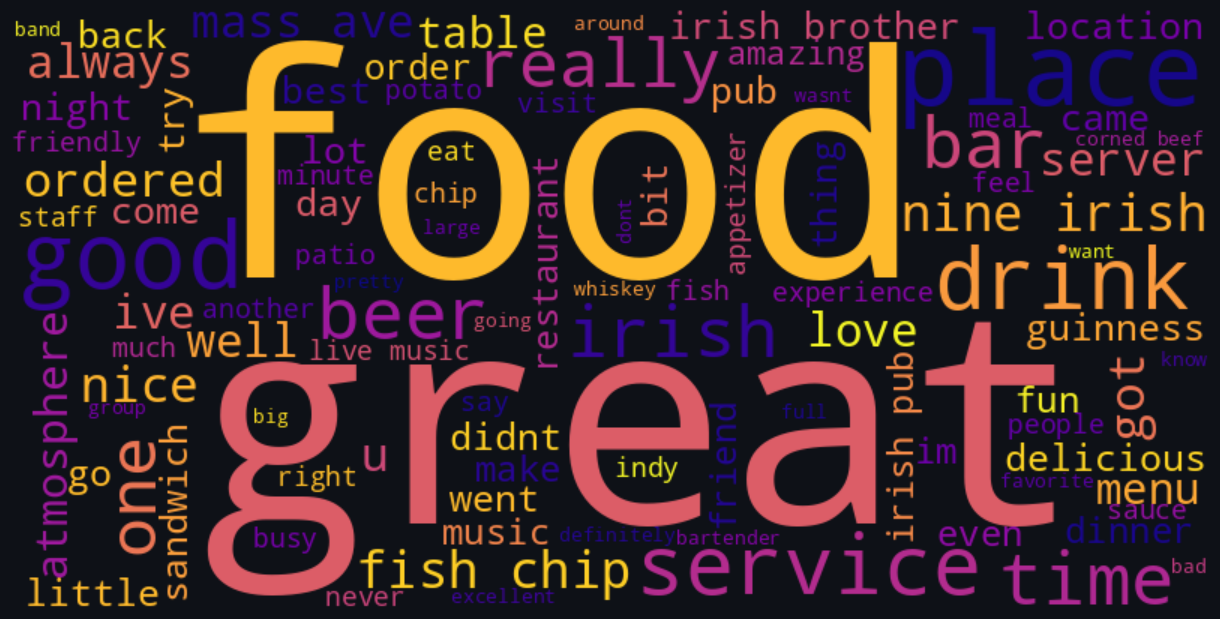 band
back
mass ave
table
around
irish brother
location
always
order
really
amazing
place
night
try
best
potato
visit
pub
wasnt
meal
came
friendly
food
lot
eat
bar
corned beef
server
ordered
minute
chip
bit
appetizer
thing
feel
staff
come
day
large
dont
restaurant
nine irish
good
patio
want
drink
pretty
whiskey
fish
experience
ive
another
beer
going
irish
love
guinness
atmosphere
much
well
live music
know
nice
great
irish pub
got
group
big
say
friend
full
fun
people
one
sandwich
u
didnt
im
delicious
go
right
make
indy
favorite
menu
went
sauce
busy
music
definitely
bartender
even
dinner
fish chip
service
time
bad
little
never
excellent